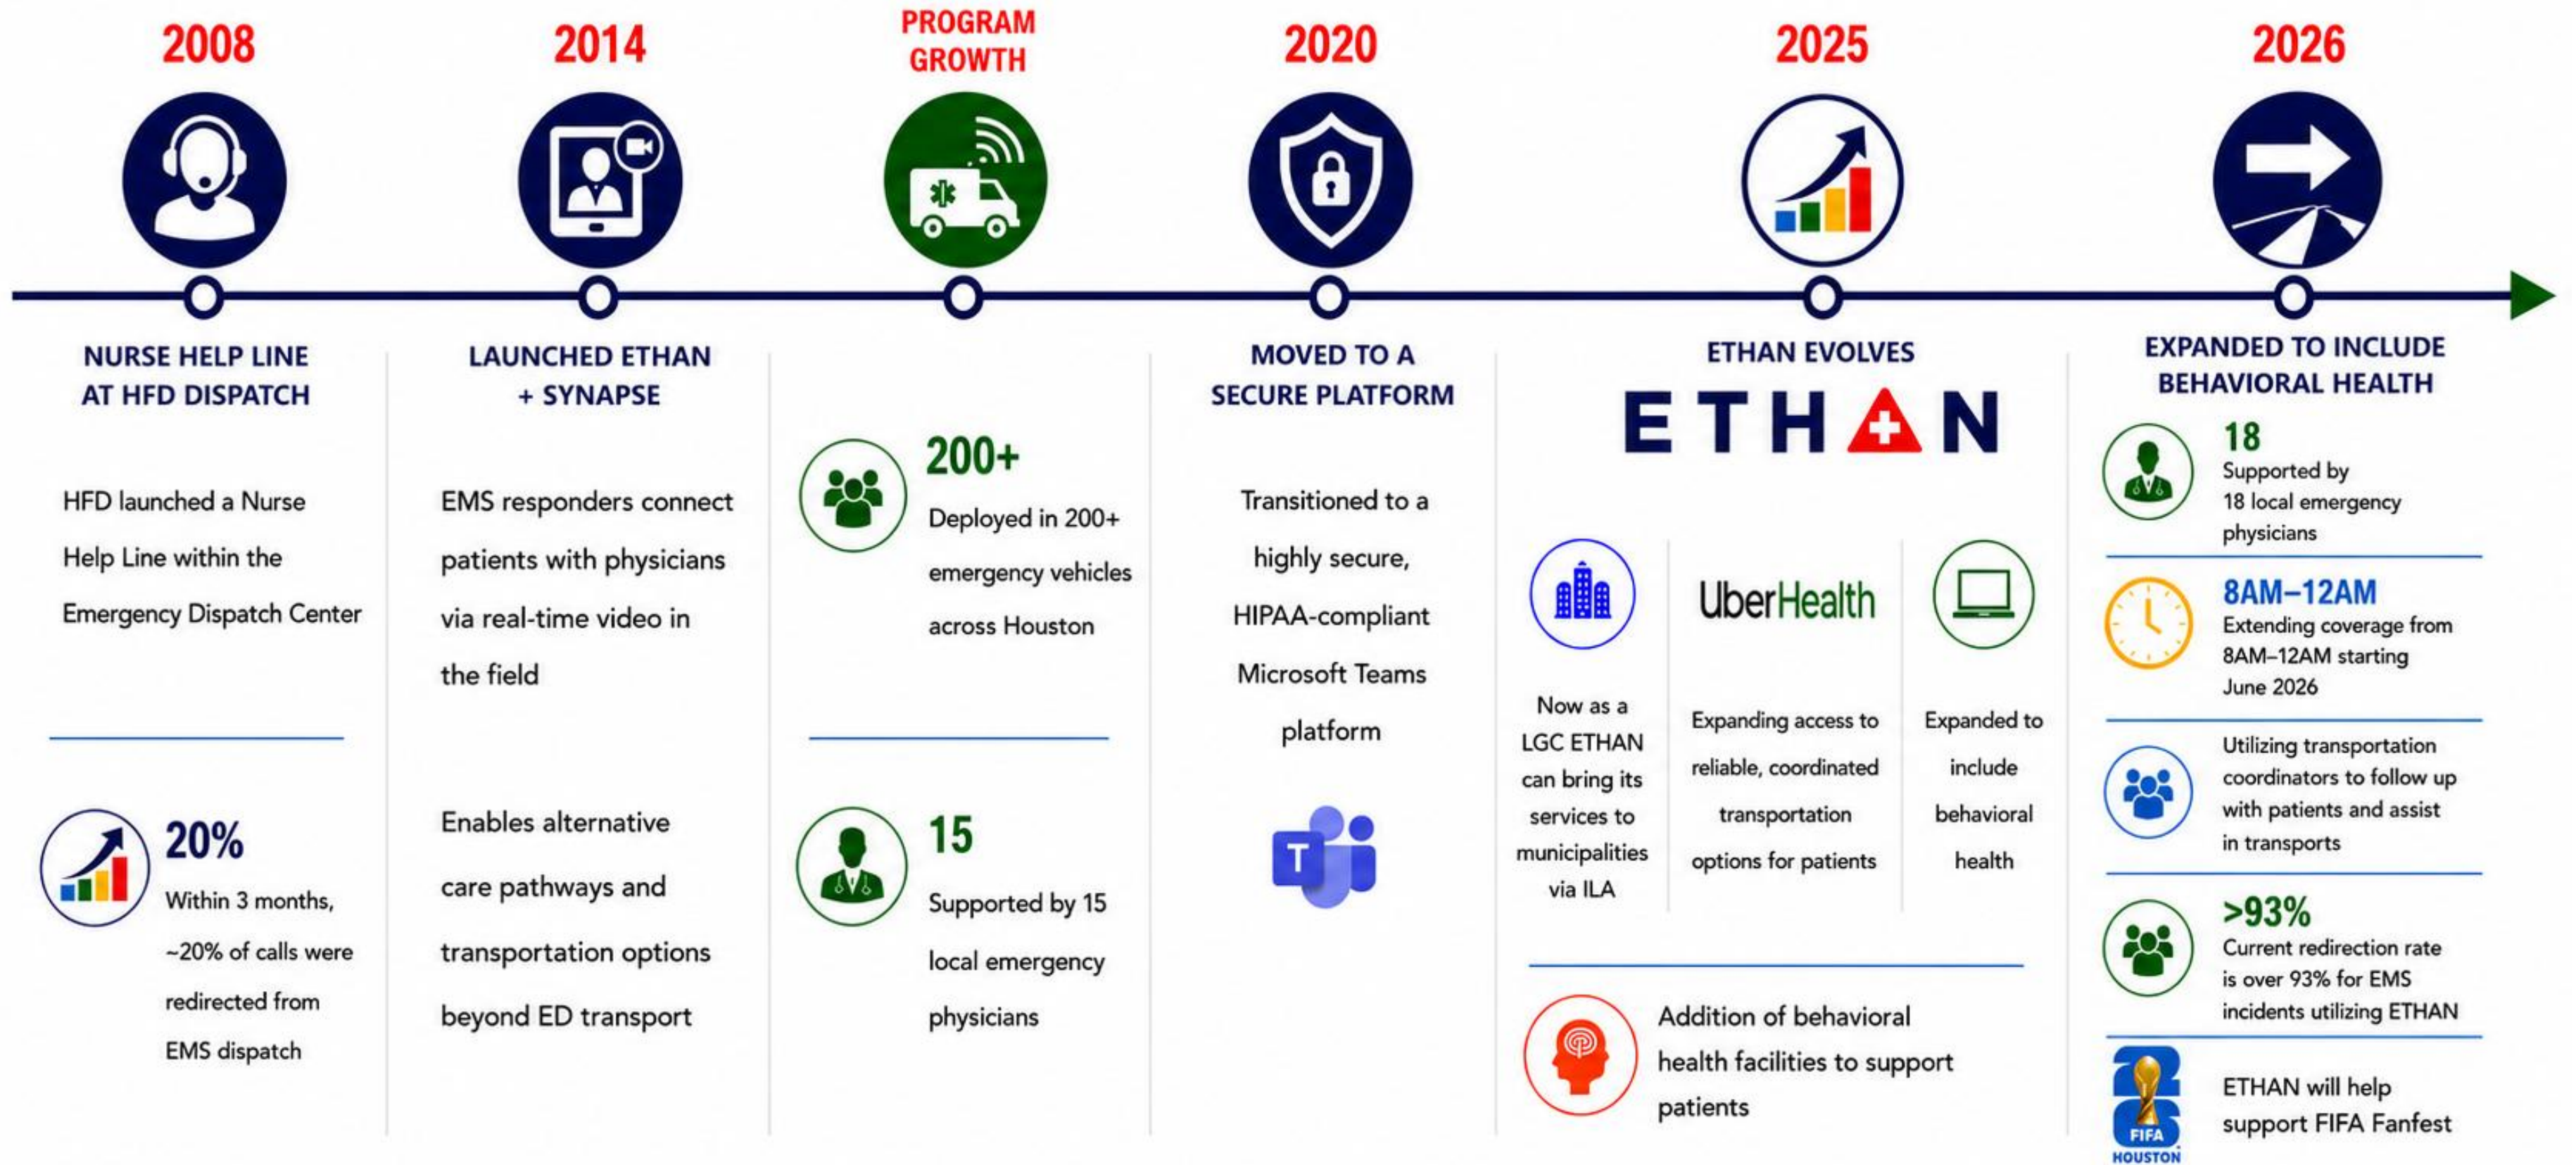 2008
NURSE HELP LINE
AT HFD DISPATCH
HFD launched a Nurse
Help Line within the
Emergency Dispatch Center
20%
Within 3 months,
~20% of calls were
redirected from
EMS dispatch
2014
LAUNCHED ETHAN
+ SYNAPSE
EMS responders connect
patients with physicians
via real-time video in
the field
Enables alternative
care pathways and
transportation options
beyond ED transport
PROGRAM
GROWTH
200+
Deployed in 200+
emergency vehicles
across Houston
15
Supported by 15
local emergency
physicians
2020
MOVED TO A
SECURE PLATFORM
Transitioned to a
highly secure,
HIPAA-compliant
Microsoft Teams
platform
T
2025
ETHAN EVOLVES
ETHAN
Now as a
LGC ETHAN
can bring its
services to
municipalities
via ILA
UberHealth
Expanding access to
reliable, coordinated
transportation
options for patients
Expanded to
include
behavioral
health
Addition of behavioral
health facilities to support
patients
2026
EXPANDED TO INCLUDE
BEHAVIORAL HEALTH
18
Supported by
18 local emergency
physicians
8AM–12AM
Extending coverage from
8AM–12AM starting
June 2026
Utilizing transportation
coordinators to follow up
with patients and assist
in transports
>93%
Current redirection rate
is over 93% for EMS
incidents utilizing ETHAN
26
FIFA
HOUSTON
ETHAN will help
support FIFA Fanfest